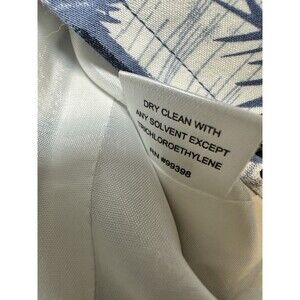 DRY CLEAN WITH
ANY SOLVENT EXCEPT
TRICHLOROETHYLENE
RN #99398